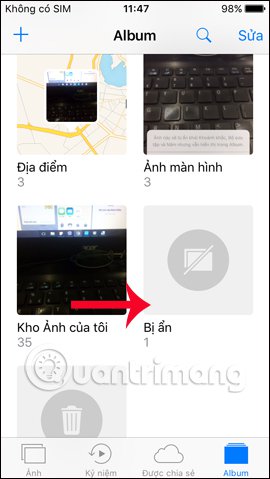 Không có SIM 11:47 98%
+ Album Sửa
Địa điểm
3
Ảnh màn hình
3
Kho Ảnh của tôi
35
Bị ẩn
1
Quantrimang
Ảnh Kỷ niệm Được chia sẻ Album